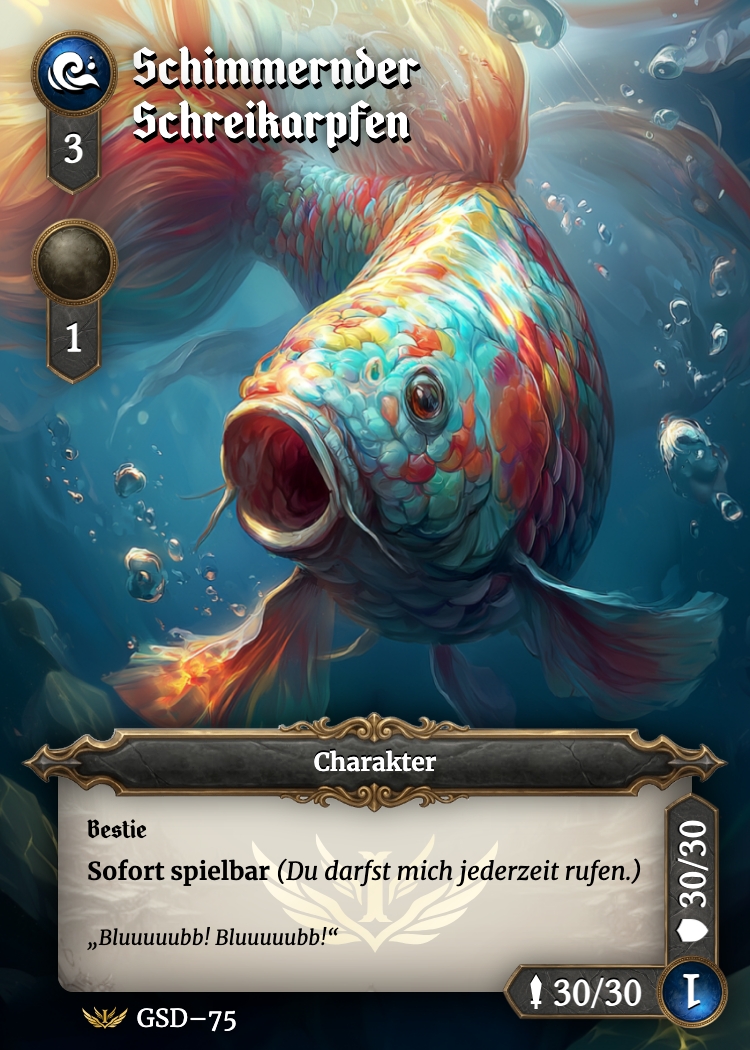 Schimmernder
Schreikarpfen
3
1
Charakter
Bestie
Sofort spielbar (Du darfst mich jederzeit rufen.)
„Bluuuuubb! Bluuuuubb!“
30/30
30/30
1
I
GSD–75